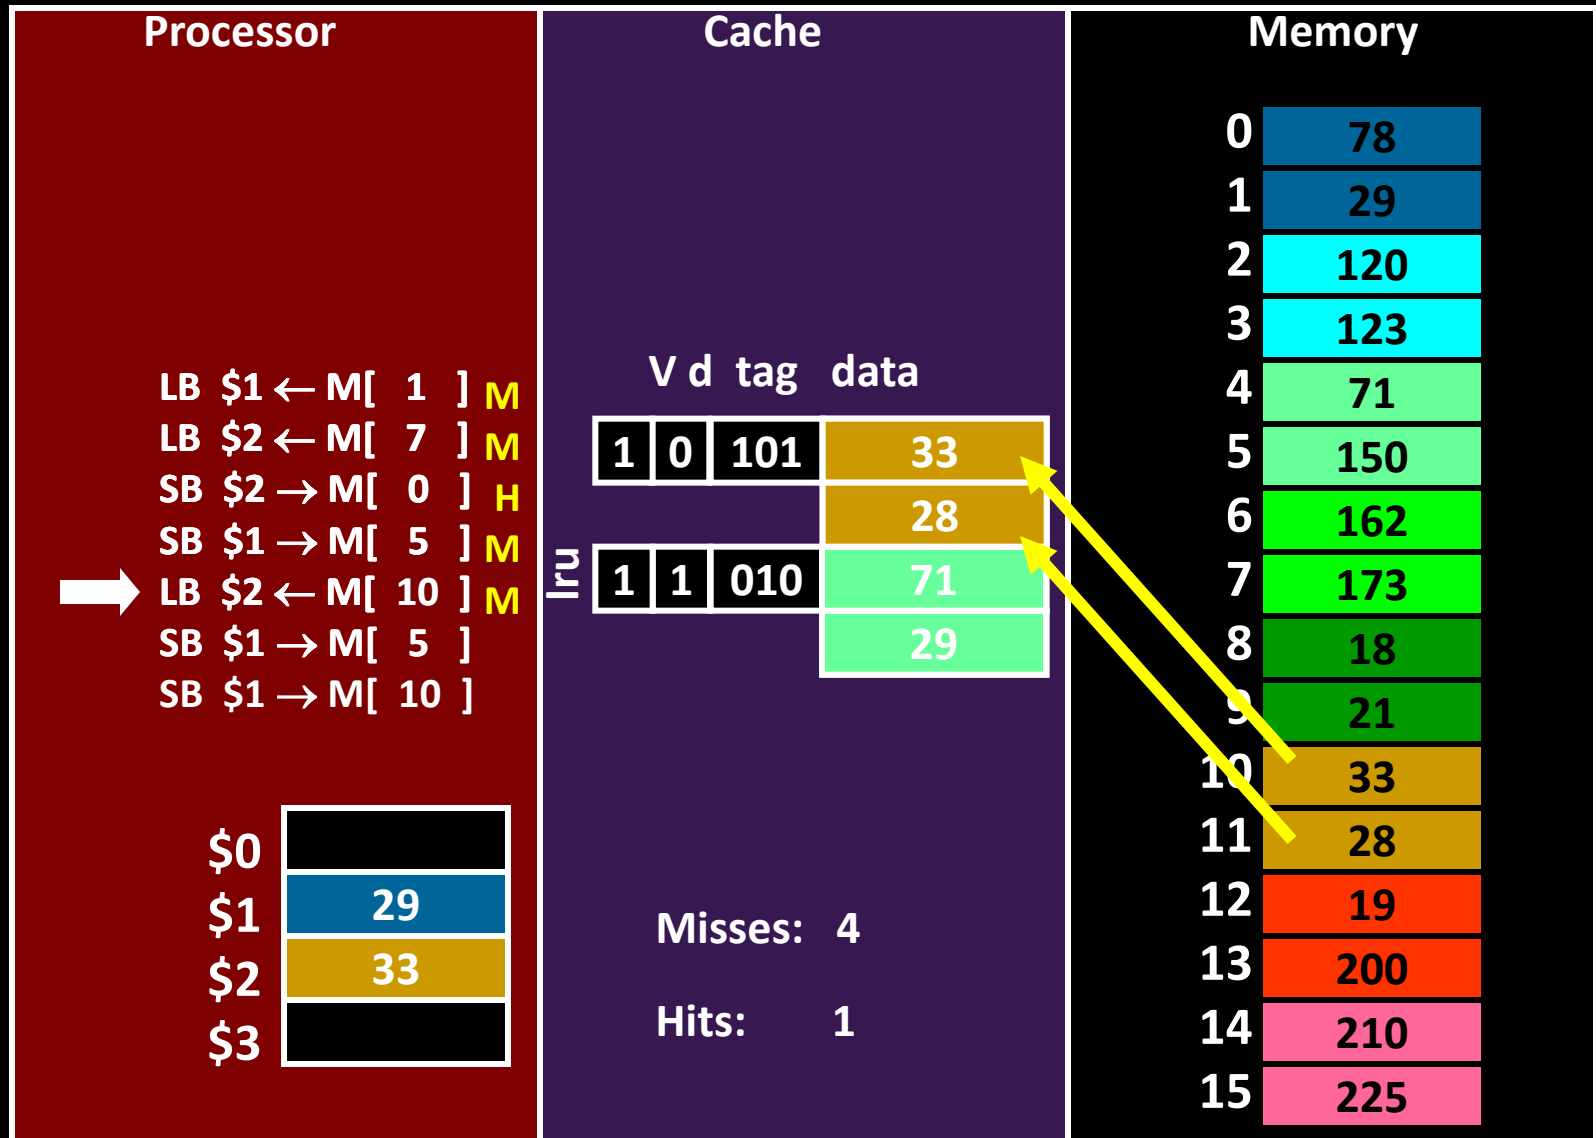 Processor
LB $1 ← M[ 1 ] M
LB $2 ← M[ 7 ] M
SB $2 → M[ 0 ] H
SB $1 → M[ 5 ] M
LB $2 ← M[ 10 ] M
SB $1 → M[ 5 ]
SB $1 → M[ 10 ]
$0
$1 29
$2 33
$3
Cache
V d tag data
1 0 101 33
28
lru 1 1 010 71
29
Misses: 4
Hits: 1
Memory
0 78
1 29
2 120
3 123
4 71
5 150
6 162
7 173
8 18
9 21
10 33
11 28
12 19
13 200
14 210
15 225